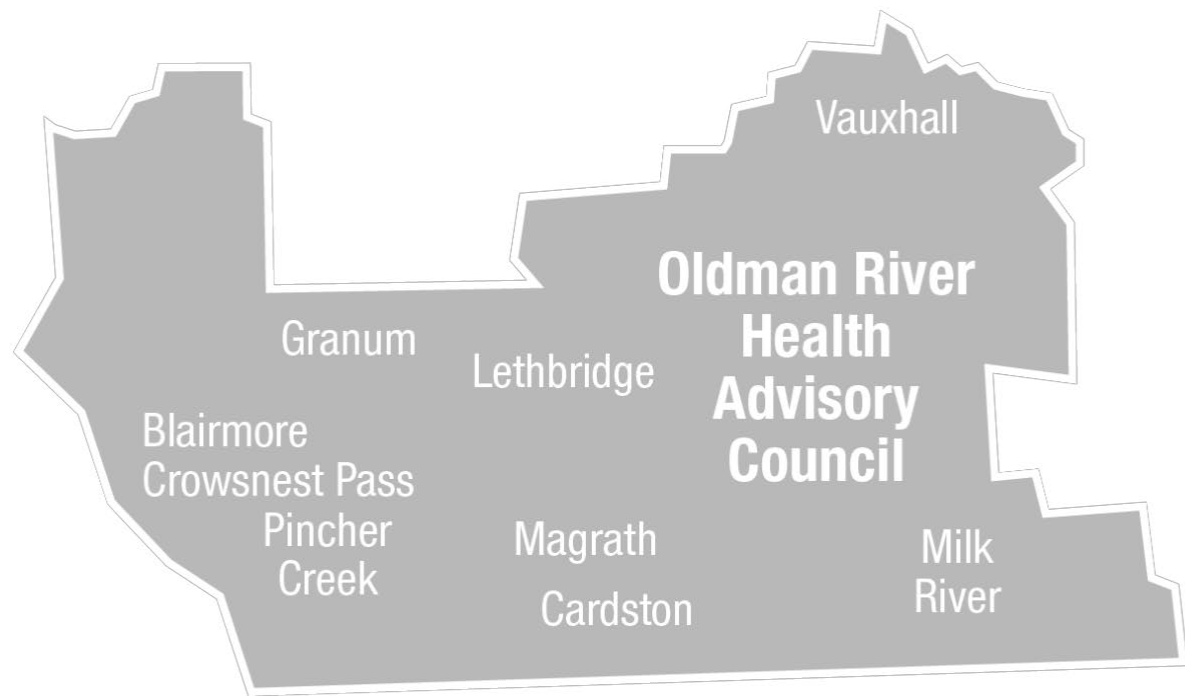 Vauxhall
Oldman River
Health
Advisory
Council
Granum
Lethbridge
Blairmore
Crowsnest Pass
Pincher
Creek
Magrath
Cardston
Milk
River